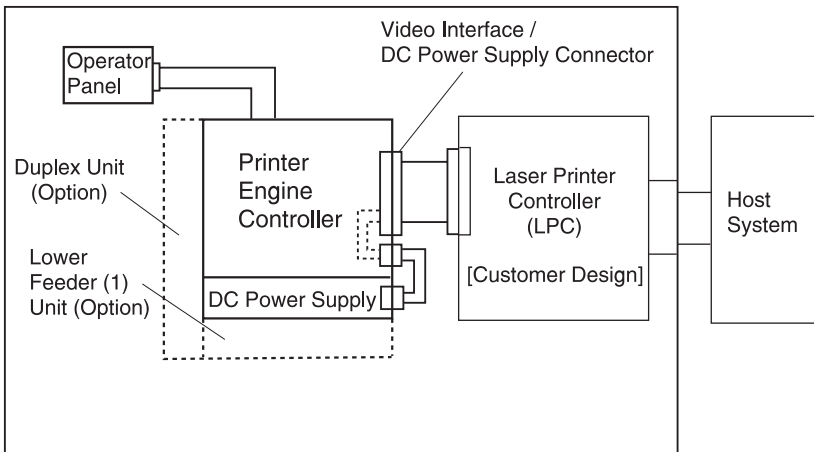 Video Interface /
DC Power Supply Connector
Operator
Panel
Duplex Unit
(Option)
Printer
Engine
Controller
Laser Printer
Controller
(LPC)
[Customer Design]
Host
System
Lower
Feeder (1)
Unit (Option)
DC Power Supply